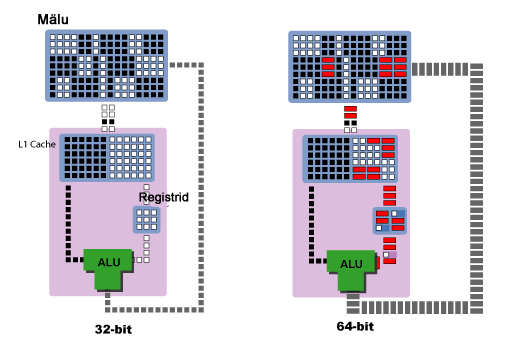 Mälu
L1 Cache
Registrid
ALU
ALU
32-bit
64-bit